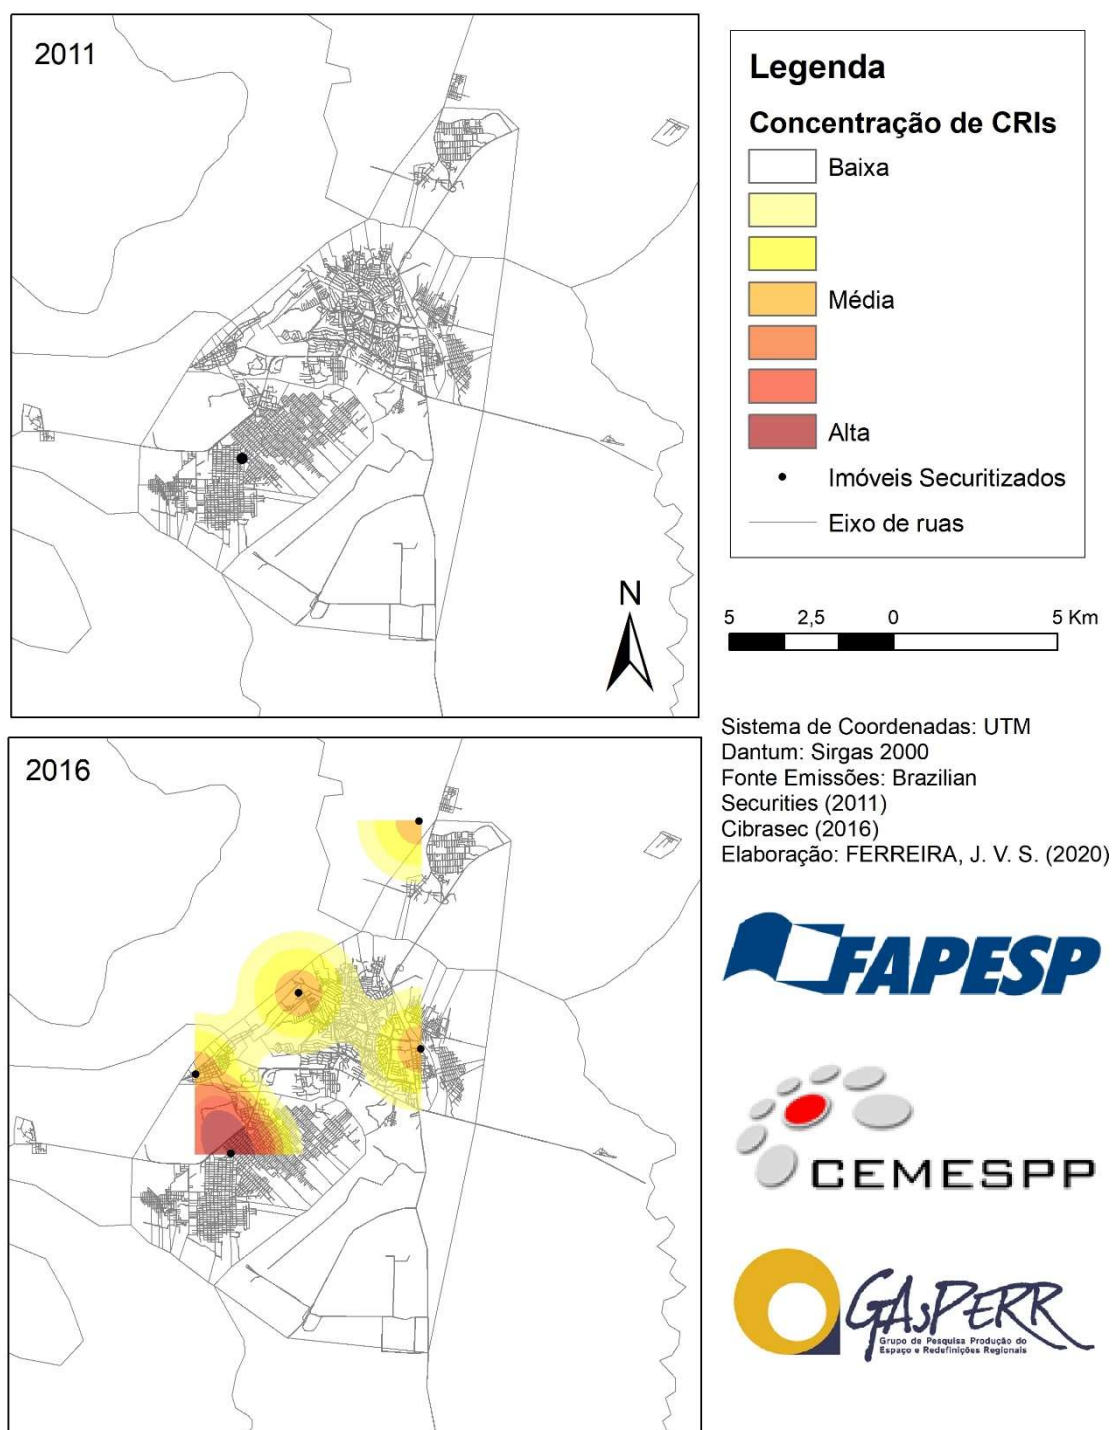 2011
N
2016
Legenda
Concentração de CRIs
Baixa
Média
Alta
Imóveis Securitizados
Eixo de ruas
5 2,5 0 5 Km
Sistema de Coordenadas: UTM
Dantum: Sirgas 2000
Fonte Emissões: Brazilian
Securities (2011)
Cibrasec (2016)
Elaboração: FERREIRA, J. V. S. (2020)
FAPESP
CEMESPP
GAsPERR
Grupo de Pesquisa Produção do
Espaço e Redefinições Regionais